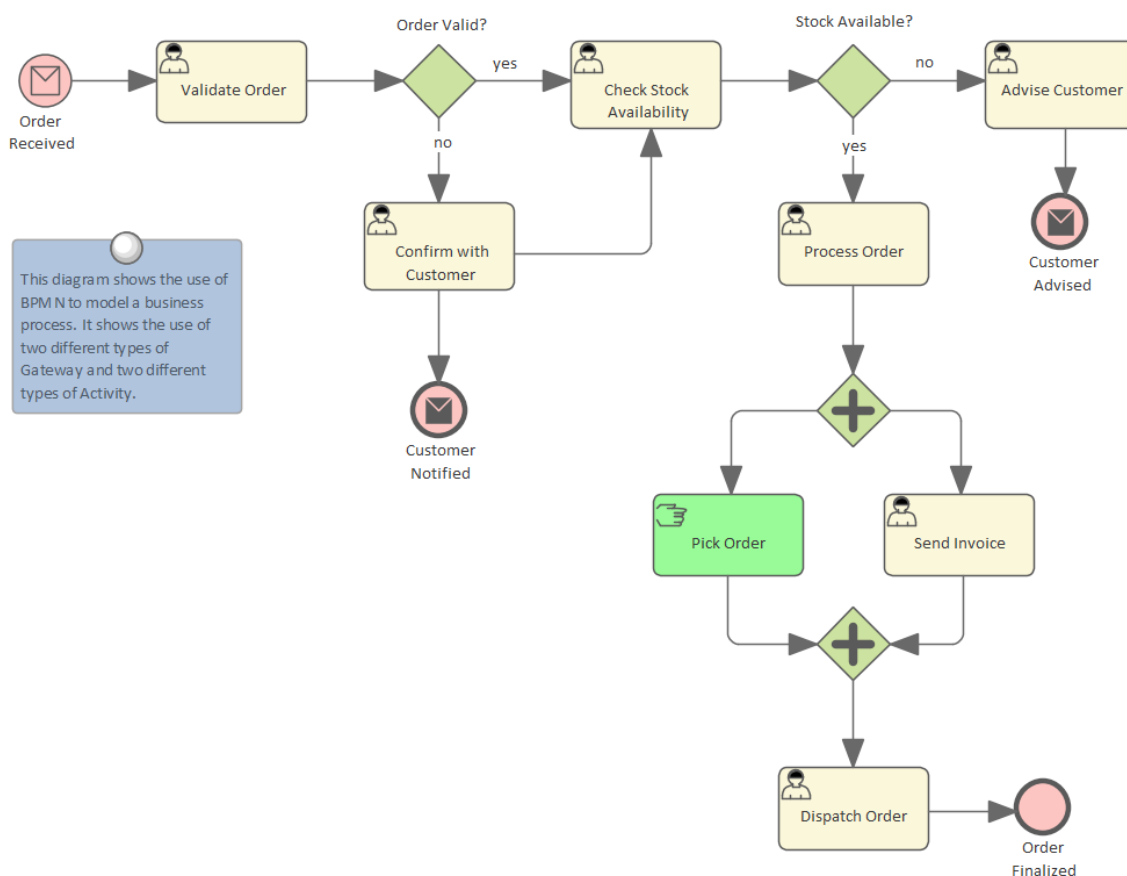 Order Valid?
Stock Available?
Order
Received
Validate Order
yes
Check Stock
Availability
no
Advise Customer
no
yes
Confirm with
Customer
Process Order
Customer
Advised
This diagram shows the use of
BPMN to model a business
process. It shows the use of
two different types of
Gateway and two different
types of Activity.
Customer
Notified
Pick Order
Send Invoice
Dispatch Order
Order
Finalized